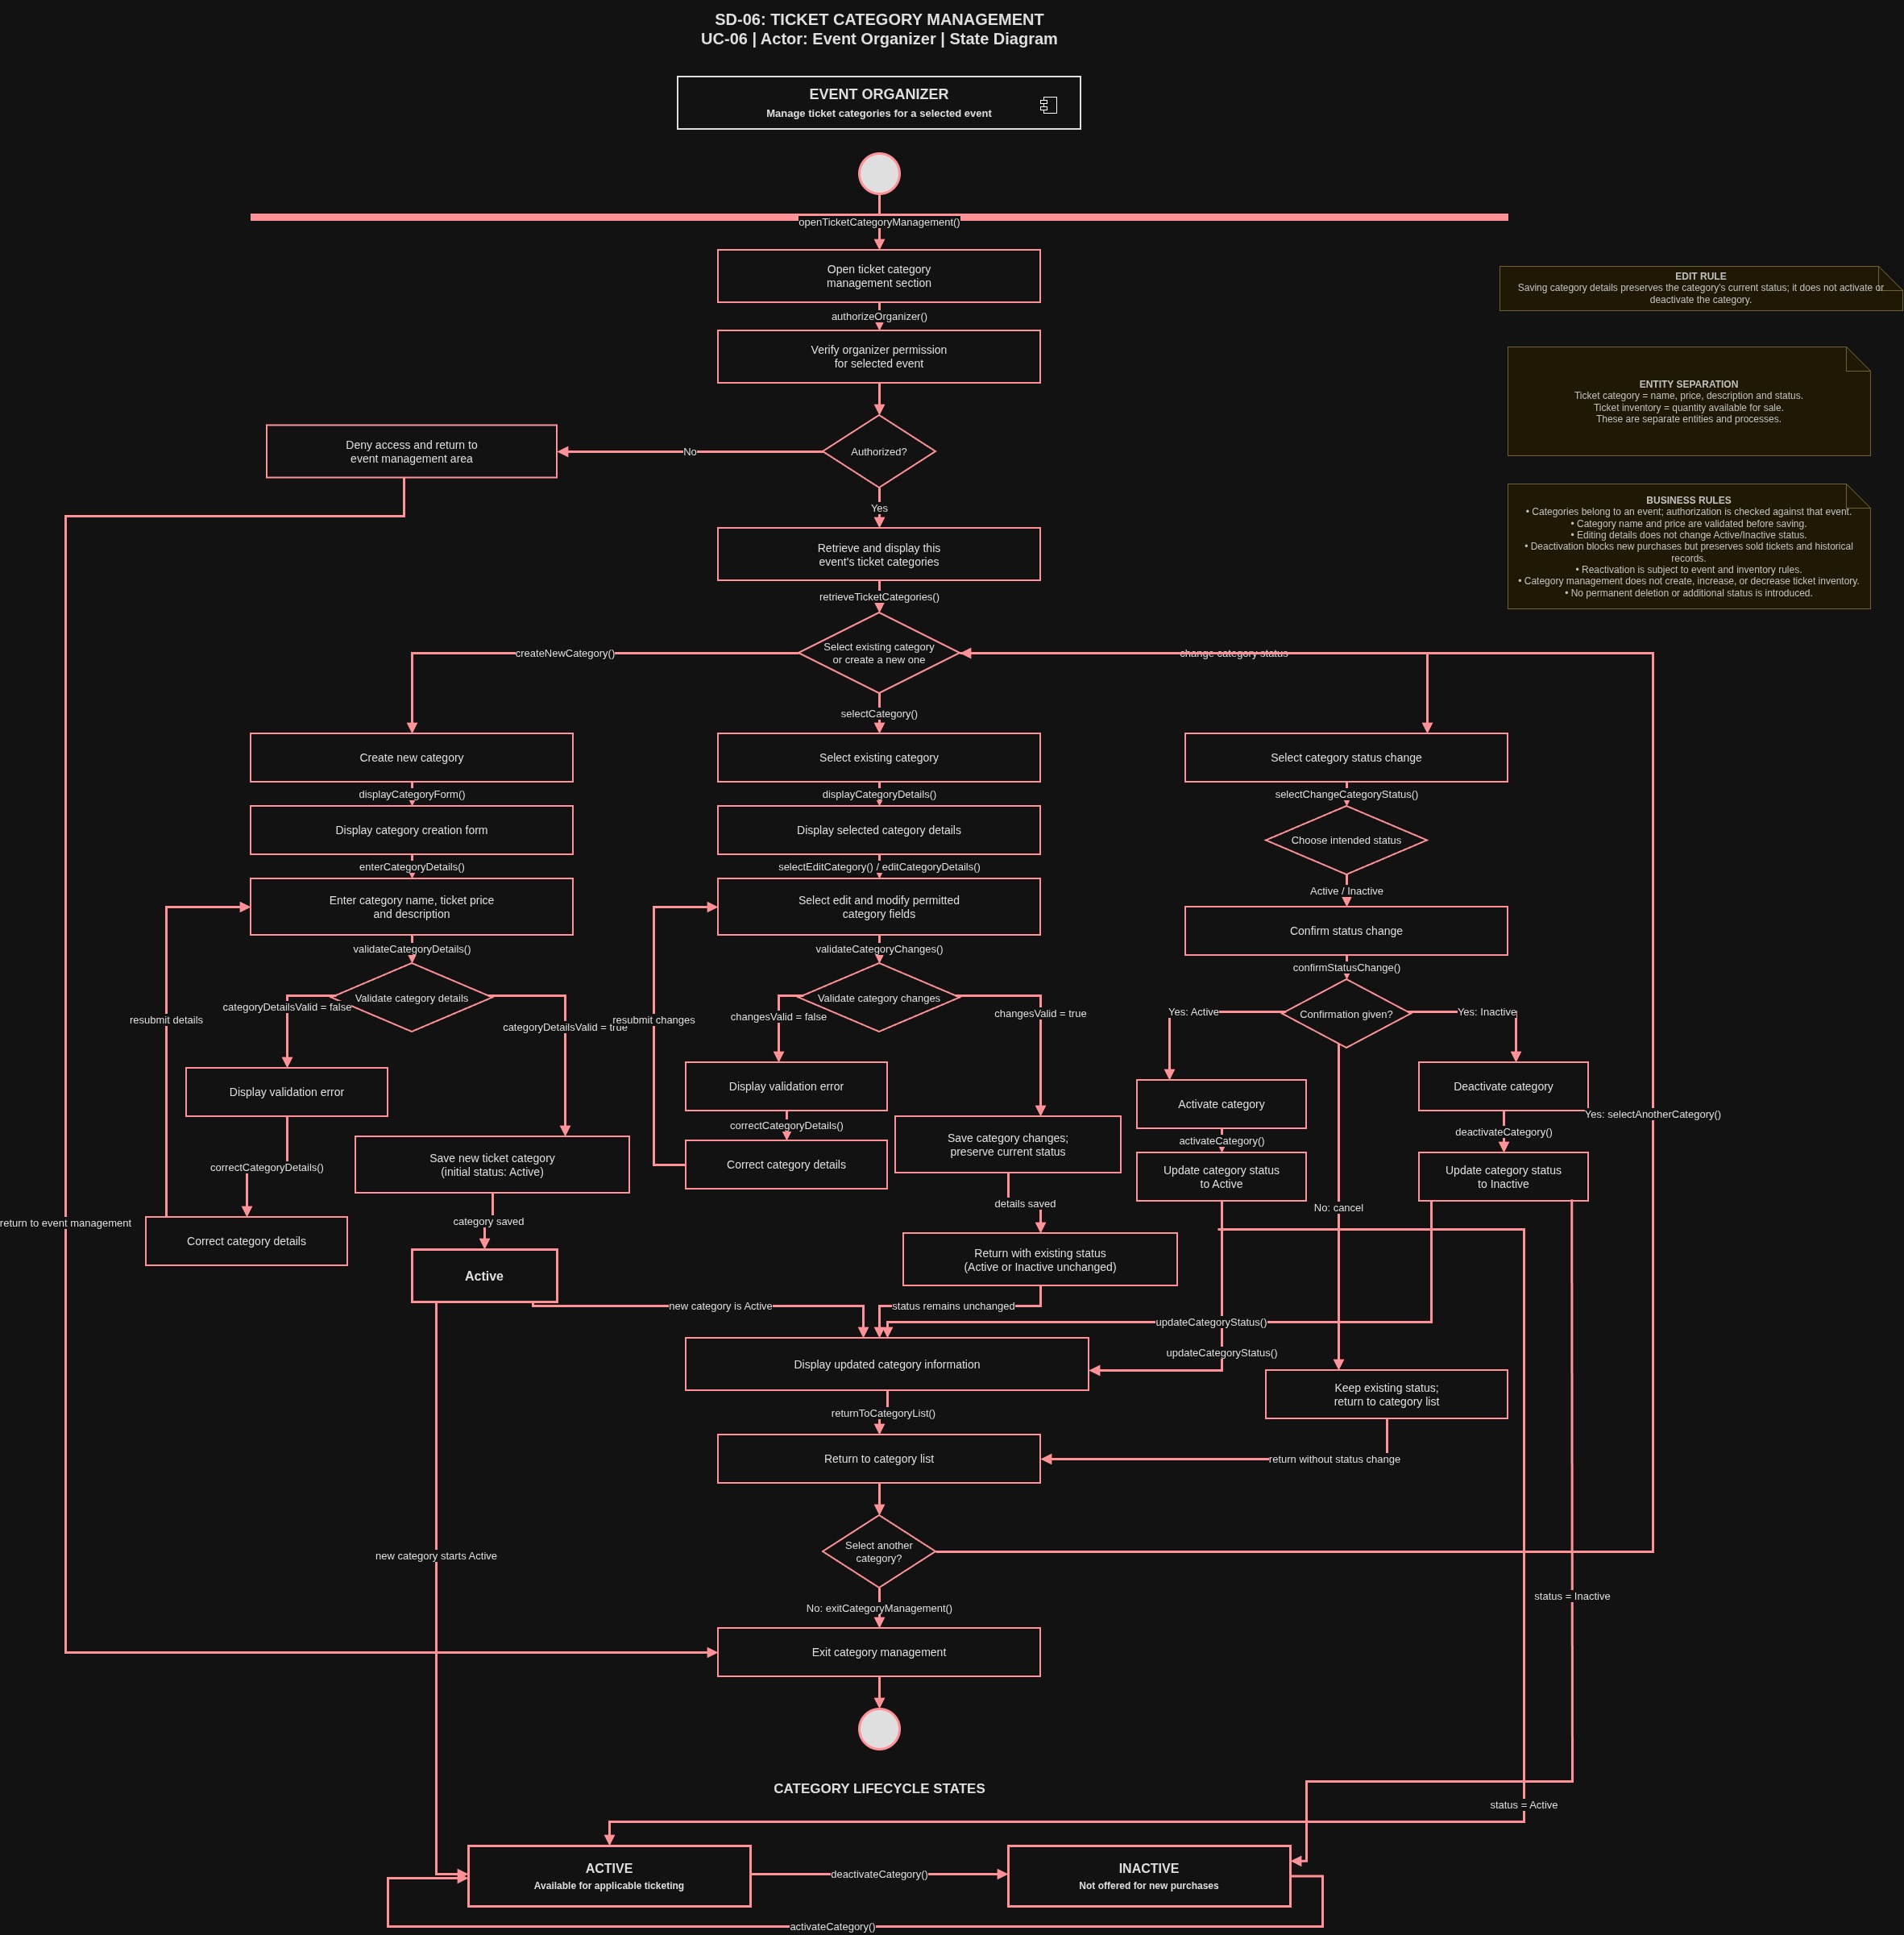 SD-06: TICKET CATEGORY MANAGEMENT
UC-06 | Actor: Event Organizer | State Diagram
EVENT ORGANIZER
Manage ticket categories for a selected event
openTicketCategoryManagement()
Open ticket category
management section
authorizeOrganizer()
Verify organizer permission
for selected event
EDIT RULE
Saving category details preserves the category's current status; it does not activate or
deactivate the category.
ENTITY SEPARATION
Ticket category = name, price, description and status.
Ticket inventory = quantity available for sale.
These are separate entities and processes.
Deny access and return to
event management area
No
Authorized?
Yes
BUSINESS RULES
• Categories belong to an event; authorization is checked against that event.
• Category name and price are validated before saving.
• Editing details does not change Active/Inactive status.
• Deactivation blocks new purchases but preserves sold tickets and historical
records.
• Reactivation is subject to event and inventory rules.
• Category management does not create, increase, or decrease ticket inventory.
• No permanent deletion or additional status is introduced.
Retrieve and display this
event's ticket categories
retrieveTicketCategories()
createNewCategory()
Select existing category
or create a new one
change category status
selectCategory()
Create new category
Select existing category
Select category status change
displayCategoryForm()
displayCategoryDetails()
selectChangeCategoryStatus()
Display category creation form
Display selected category details
Choose intended status
enterCategoryDetails()
selectEditCategory() / editCategoryDetails()
Active / Inactive
Enter category name, ticket price
and description
Select edit and modify permitted
category fields
Confirm status change
validateCategoryDetails()
validateCategoryChanges()
confirmStatusChange()
Validate category details
Validate category changes
Confirmation given?
categoryDetailsValid = false
categoryDetailsValid = true
resubmit details
resubmit changes
changesValid = false
changesValid = true
Yes: Active
Yes: Inactive
Display validation error
Display validation error
Activate category
Deactivate category
Yes: selectAnotherCategory()
correctCategoryDetails()
correctCategoryDetails()
activateCategory()
deactivateCategory()
Save new ticket category
(initial status: Active)
Correct category details
Save category changes;
preserve current status
Update category status
to Active
Update category status
to Inactive
return to event management
Correct category details
category saved
details saved
No: cancel
Active
Return with existing status
(Active or Inactive unchanged)
new category is Active
status remains unchanged
updateCategoryStatus()
updateCategoryStatus()
Display updated category information
Keep existing status;
return to category list
returnToCategoryList()
Return to category list
return without status change
new category starts Active
Select another
category?
status = Inactive
No: exitCategoryManagement()
Exit category management
CATEGORY LIFECYCLE STATES
status = Active
ACTIVE
Available for applicable ticketing
deactivateCategory()
INACTIVE
Not offered for new purchases
activateCategory()